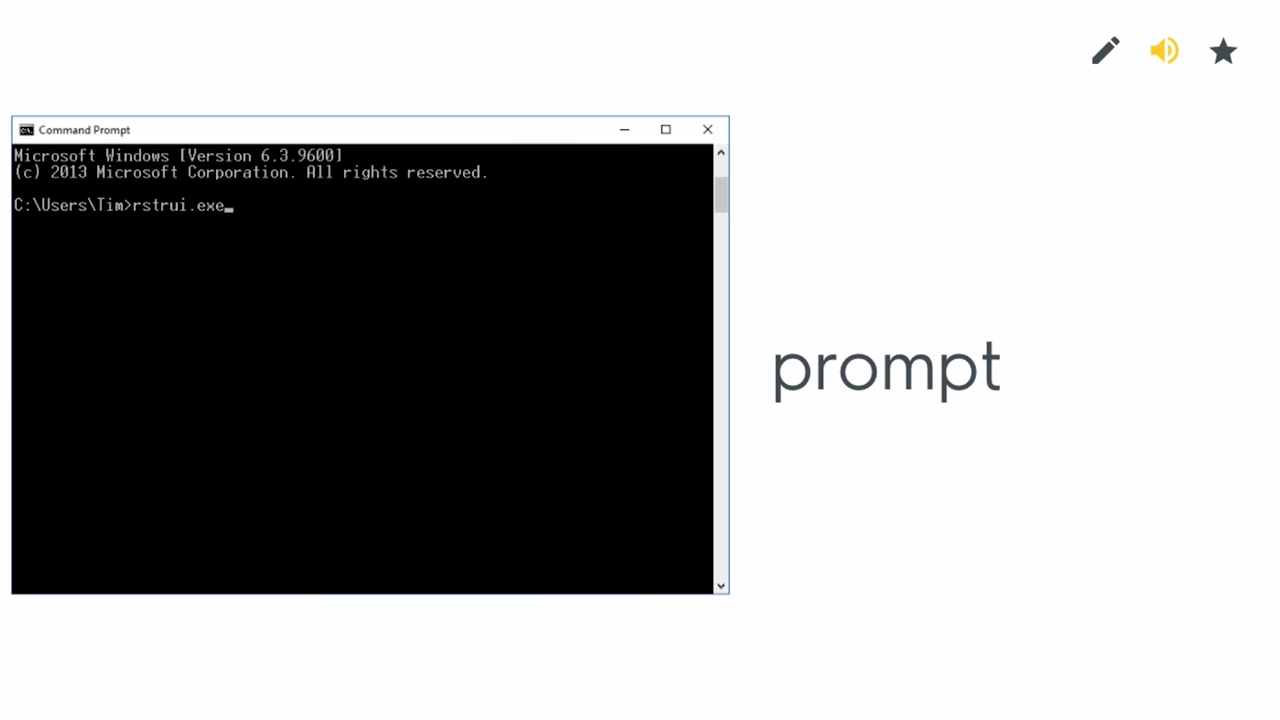 Command Prompt
Microsoft Windows [Version 6.3.9600]
(c) 2013 Microsoft Corporation. All rights reserved.
C:\Users\Tim>rstrui.exe
prompt